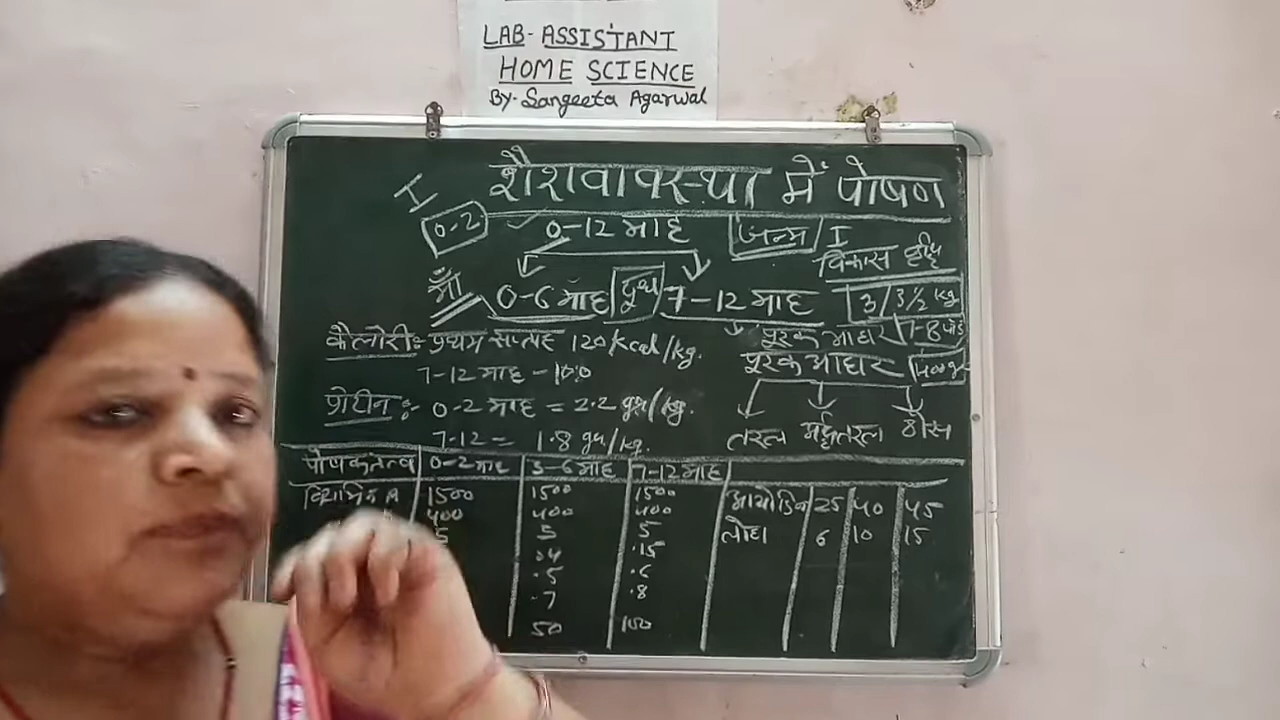 LAB-ASSISTANT
HOME SCIENCE
By. Sangeeta Agarwal
I शैशवावस्था में पोषण
0-2 0-12 माह जन्म I
विकास
माँ 0-6 माह दुध 7-12 माह 3/3½ kg
कैलोरी:- प्रथम सप्ताह 120 kcal/kg. पूरक आहार 7-8
7-12 माह - 100 पूरक आहार
प्रोटीन:- 0-2 माह = 2.2 gm/kg.
तरल अर्द्धतरल ठोस
7-12 = 1.8 gm/kg.
पोषकतत्व 0-2 माह 3-6 माह 7-12 माह
विटामिन A 1500 1500 1500 आयोडिन 25 40 45
400 400 400
5 5 5 लोहा 6 10 15
.4 .15
.5
.7 .8
50